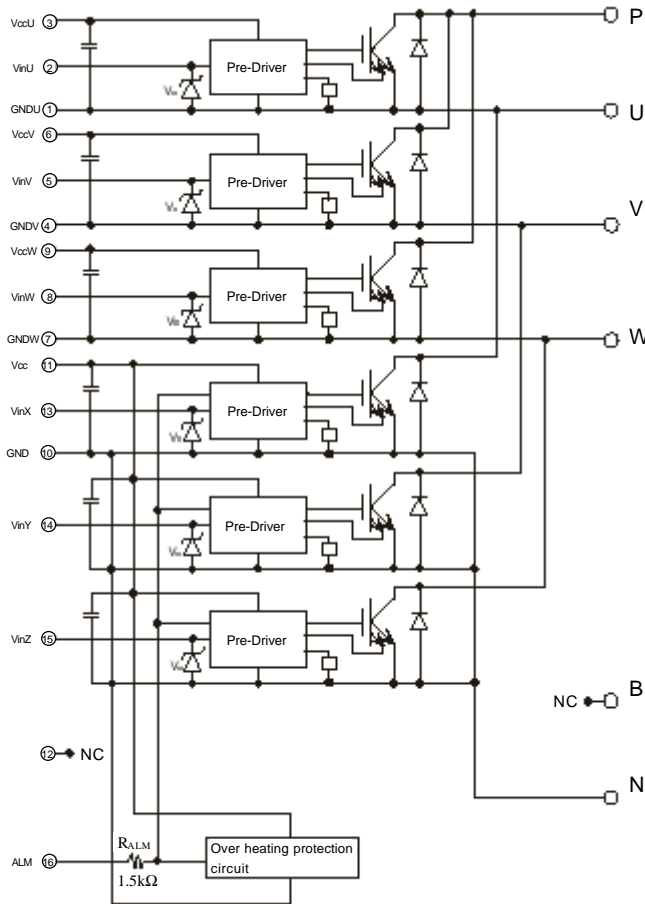 VccU 3
P
VinU 2
Pre-Driver
GNDU 1
U
VccV 6
VinV 5
Pre-Driver
GNDV 4
V
VccW 9
VinW 8
Pre-Driver
GNDW 7
W
Vcc 11
VinX 13
Pre-Driver
GND 10
VinY 14
Pre-Driver
VinZ 15
Pre-Driver
NC
B
12 NC
N
RALM
ALM 16
1.5kΩ
Over heating protection
circuit